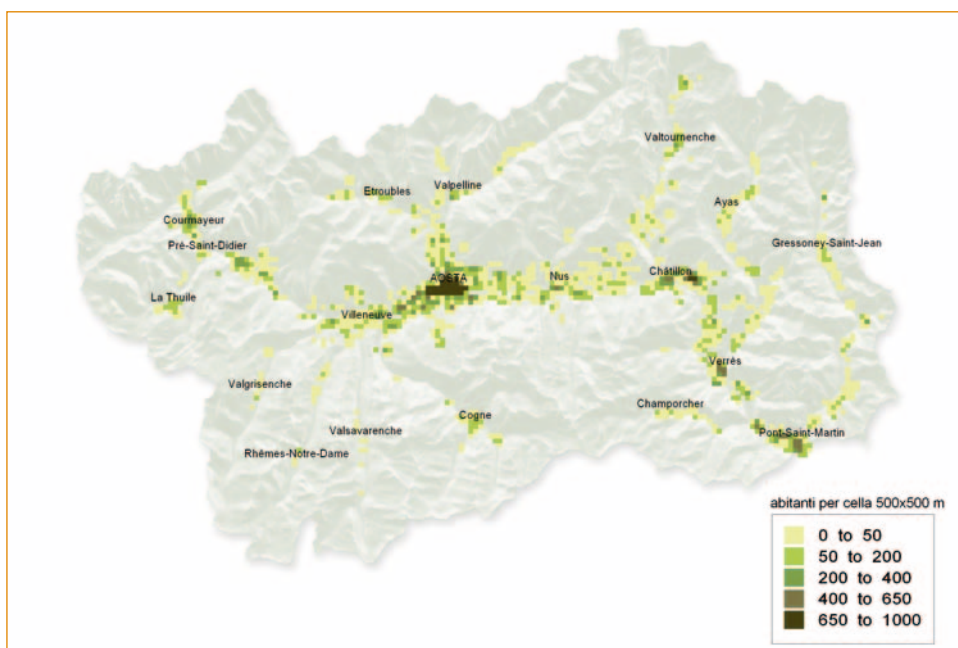 Valtournenche
Etroubles
Valpelline
Ayas
Courmayeur
Gressoney-Saint-Jean
Pré-Saint-Didier
AOSTA
Nus
Châtillon
La Thuile
Villeneuve
Verrès
Valgrisenche
Champorcher
Cogne
Valsavarenche
Pont-Saint-Martin
Rhêmes-Notre-Dame
abitanti per cella 500x500 m
0 to 50
50 to 200
200 to 400
400 to 650
650 to 1000